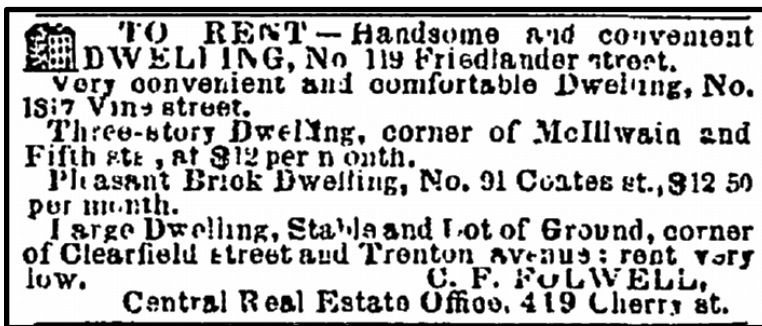 TO RENT — Handsome and convenient
DWELLING, No 119 Friedlander street.
Very convenient and comfortable Dwelling, No.
Vine street.
Three-story Dwelling, corner of McIllwain and
Fifth sts, at $12 per month.
Pleasant Brick Dwelling, No. 91 Coates st., $12 50
per month.
Large Dwelling, Stable and Lot of Ground, corner
of Clearfield street and Trenton avenue; rent very
low. C. F. FOLWELL,
Central Real Estate Office, 419 Cherry st.